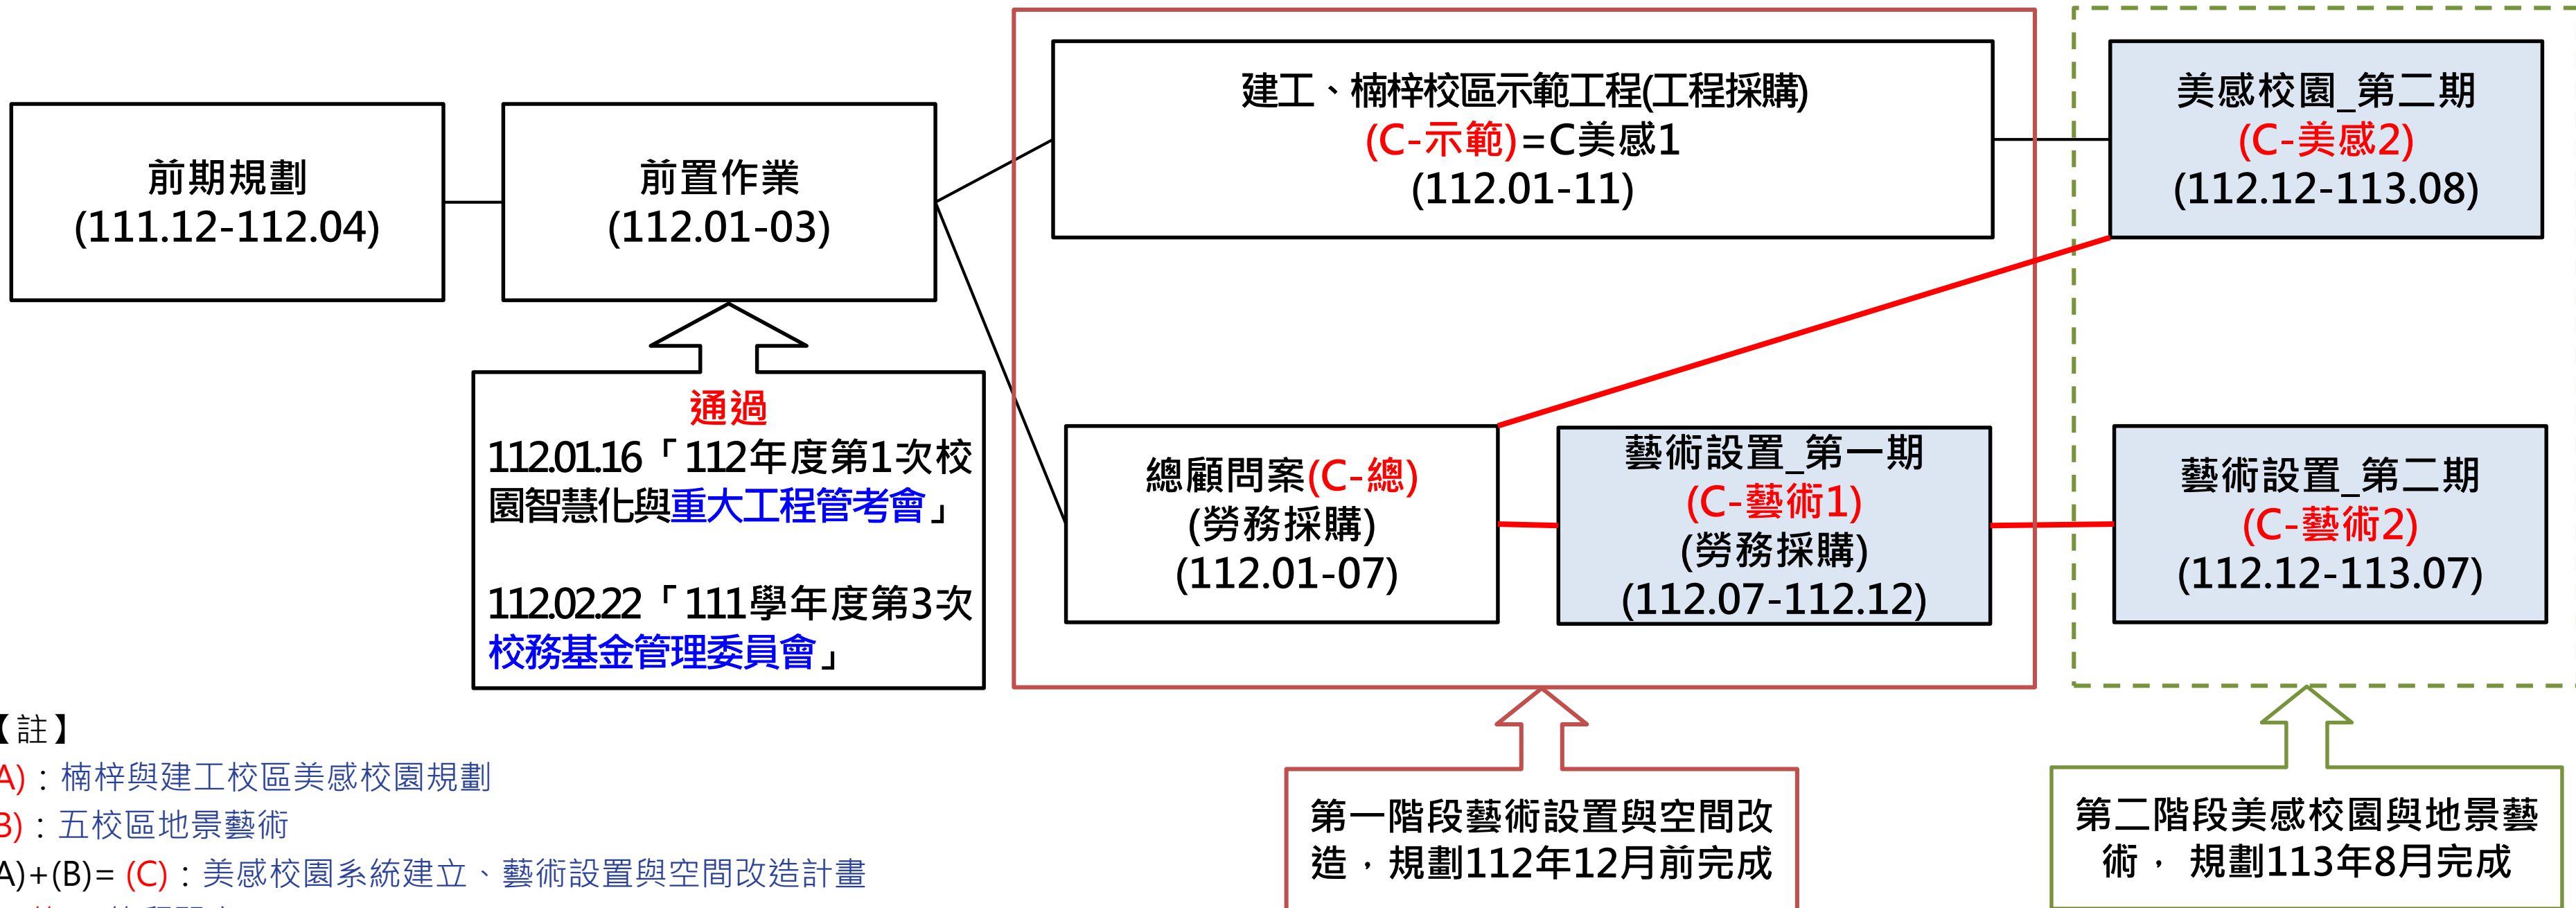 前期規劃
(111.12-112.04)
前置作業
(112.01-03)
建工、楠梓校區示範工程(工程採購)
(C-示範)=C美感1
(112.01-11)
美感校園_第二期
(C-美感2)
(112.12-113.08)
通過
112.01.16「112年度第1次校
園智慧化與重大工程管考會」
112.02.22「111學年度第3次
校務基金管理委員會」
總顧問案(C-總)
(勞務採購)
(112.01-07)
藝術設置_第一期
(C-藝術1)
(勞務採購)
(112.07-112.12)
藝術設置_第二期
(C-藝術2)
(112.12-113.07)
【註】
A)：楠梓與建工校區美感校園規劃
B)：五校區地景藝術
A)+(B)= (C)：美感校園系統建立、藝術設置與空間改造計畫
第一階段藝術設置與空間改
造，規劃112年12月前完成
第二階段美感校園與地景藝
術， 規劃113年8月完成